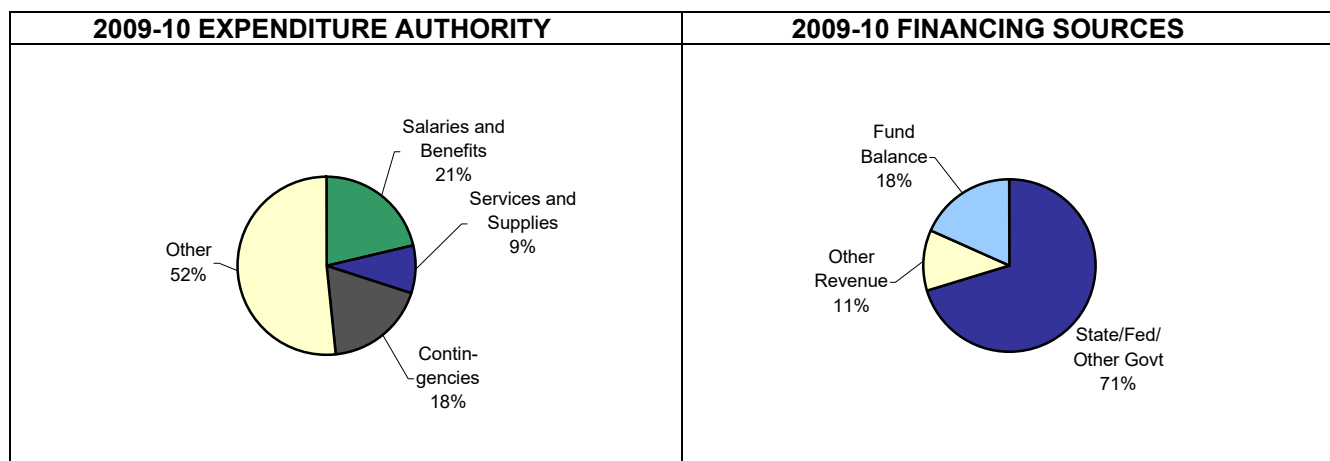 2009-10 EXPENDITURE AUTHORITY
Salaries and
Benefits
21%
Services and
Supplies
9%
Other
52%
Contin-
gencies
18%
2009-10 FINANCING SOURCES
Fund
Balance
18%
Other
Revenue
11%
State/Fed/
Other Govt
71%